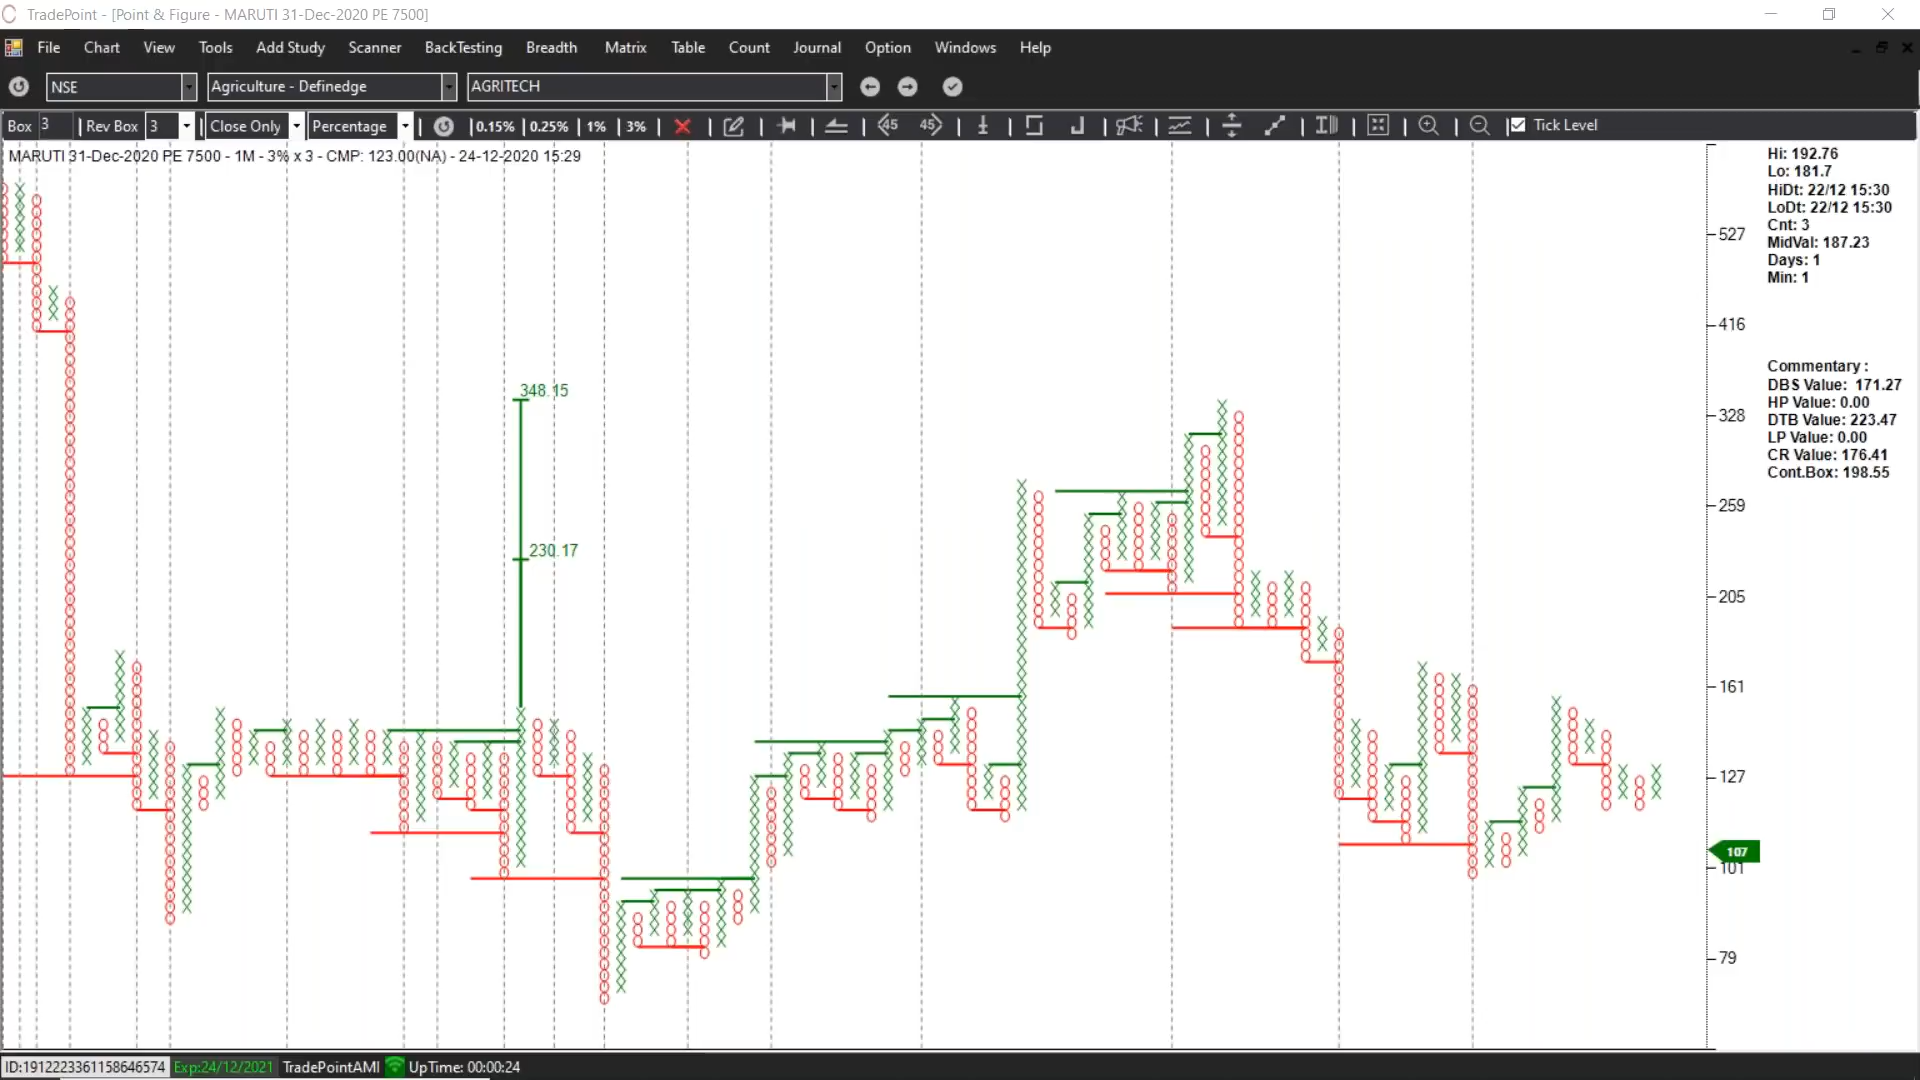 TradePoint - [Point & Figure - MARUTI 31-Dec-2020 PE 7500]
File Chart View Tools Add Study Scanner BackTesting Breadth Matrix Table Count Journal Option Windows Help
NSE Agriculture - Definedge AGRITECH
Box 3 Rev Box 3 Close Only Percentage 0.15% 0.25% 1% 3% 45 45 Tick Level
MARUTI 31-Dec-2020 PE 7500 - 1M - 3% x 3 - CMP: 123.00(NA) - 24-12-2020 15:29
Hi: 192.76
Lo: 181.7
HiDt: 22/12 15:30
LoDt: 22/12 15:30
Cnt: 3
MidVal: 187.23
Days: 1
Min: 1
Commentary :
DBS Value: 171.27
HP Value: 0.00
DTB Value: 223.47
LP Value: 0.00
CR Value: 176.41
Cont.Box: 198.55
348.15
230.17
527
416
328
259
205
161
127
107
101
79
ID:1912223361158646574 Exp:24/12/2021 TradePointAMI UpTime: 00:00:24